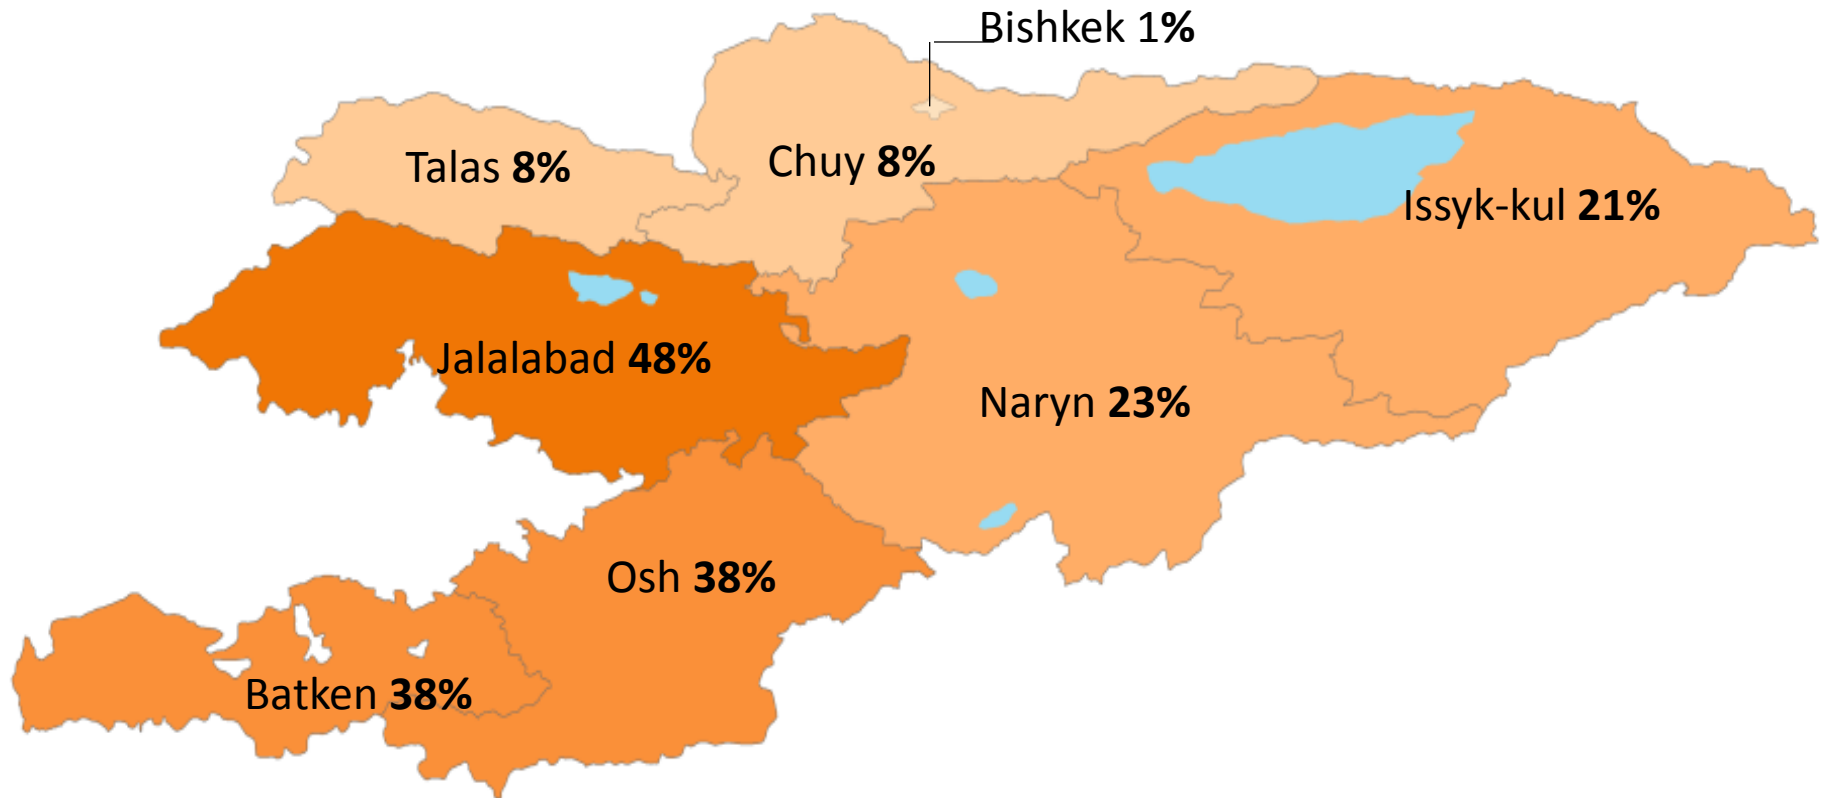 Bishkek 1%
Talas 8%
Chuy 8%
Issyk-kul 21%
Jalalabad 48%
Naryn 23%
Osh 38%
Batken 38%